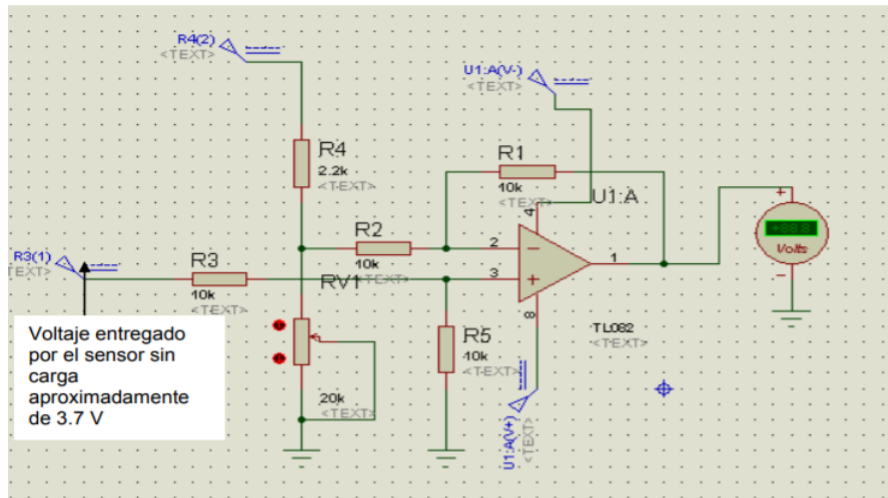 R4(2)
<TEXT>
U1:A(V-)
<TEXT>
R4
2.2k
<TEXT>
R1
10k
<TEXT>
U1:A
4
R2
10k
<TEXT>
2
3
1
8
R3(1)
<TEXT>
R3
10k
<TEXT>
RV1
20k
<TEXT>
R5
10k
<TEXT>
TL082
<TEXT>
U1:A(V+)
<TEXT>
+
Volts
-
Voltaje entregado
por el sensor sin
carga
aproximadamente
de 3.7 V